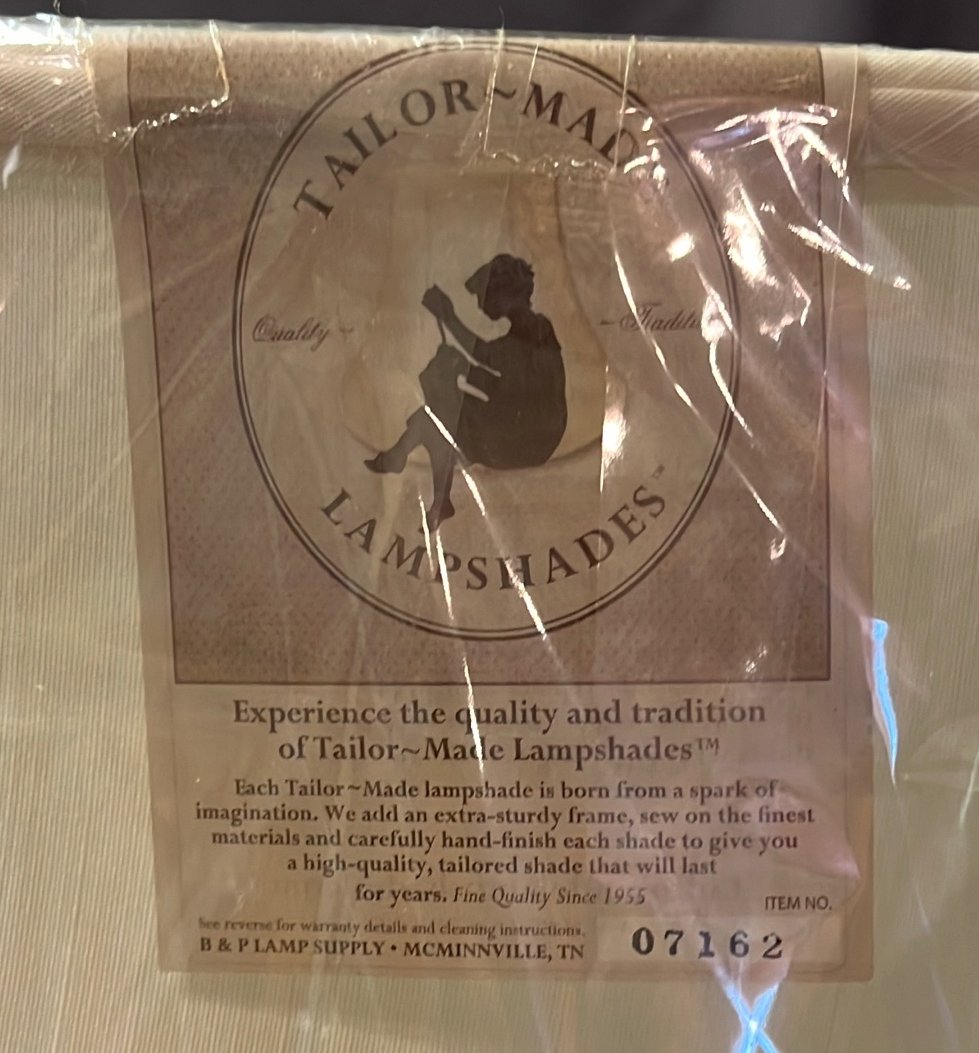 TAILOR~MADE
Quality ~
~ Tradition
LAMPSHADES™
Experience the quality and tradition
of Tailor~Made Lampshades™
Each Tailor~Made lampshade is born from a spark of
imagination. We add an extra-sturdy frame, sew on the finest
materials and carefully hand-finish each shade to give you
a high-quality, tailored shade that will last
for years. Fine Quality Since 1955
ITEM NO.
See reverse for warranty details and cleaning instructions.
B & P LAMP SUPPLY • MCMINNVILLE, TN
07162